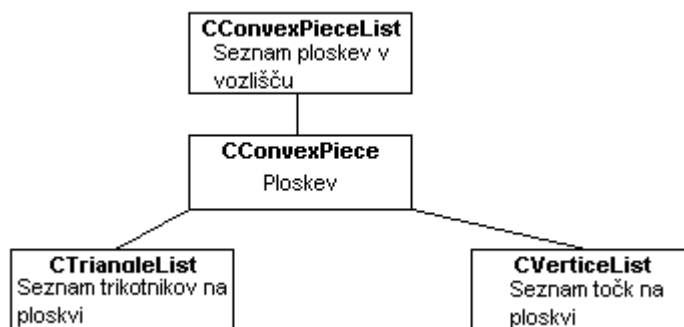 CConvexPieceList
Seznam ploskev v
vozlišču
CConvexPiece
Ploskev
CTriangleList
Seznam trikotnikov na
ploskvi
CVerticeList
Seznam točk na
ploskvi